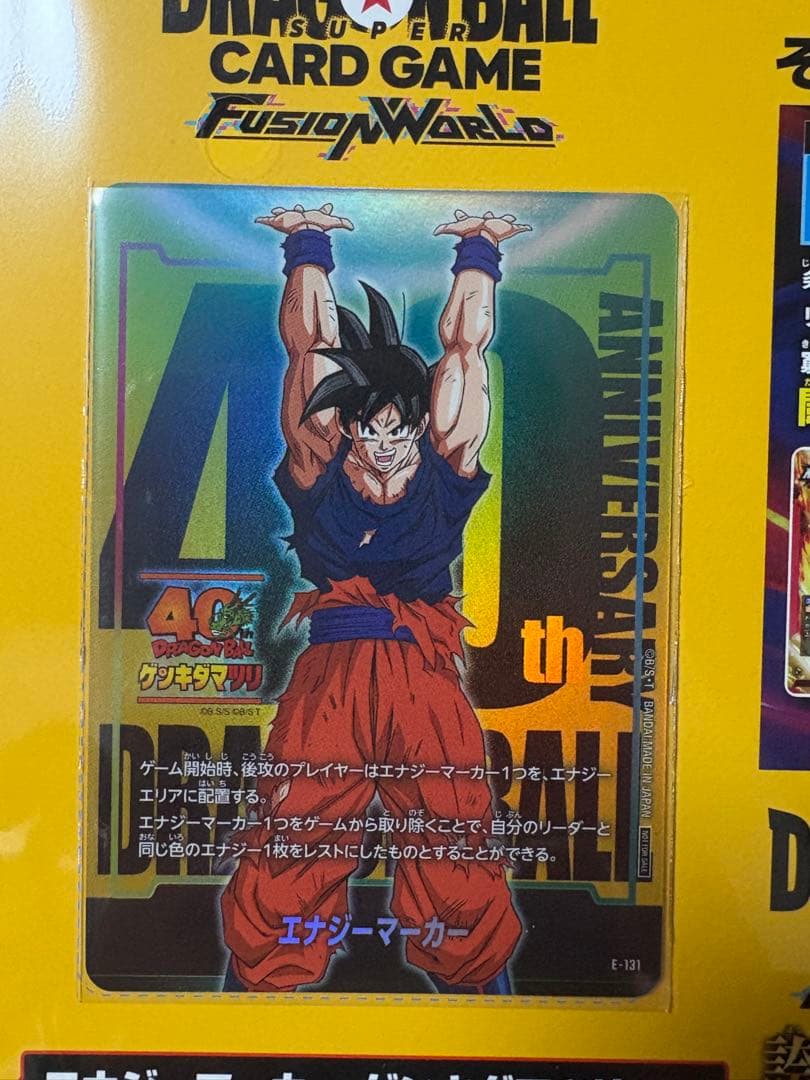 DRAGON BALL
SUPER
CARD GAME
FUSION WORLD
40
th
ANNIVERSARY
DRAGON BALL
40th
DRAGON BALL
ゲンキダマツリ
©B.S/S ©B/S・T
ゲーム開始時、後攻のプレイヤーはエナジーマーカー1つを、エナジー
エリアに配置する。
エナジーマーカー1つをゲームから取り除くことで、自分のリーダーと
同じ色のエナジー1枚をレストにしたものとすることができる。
エナジーマーカー
E-131
©B/S・T BANDAI MADE IN JAPAN
NOT FOR SALE
そ